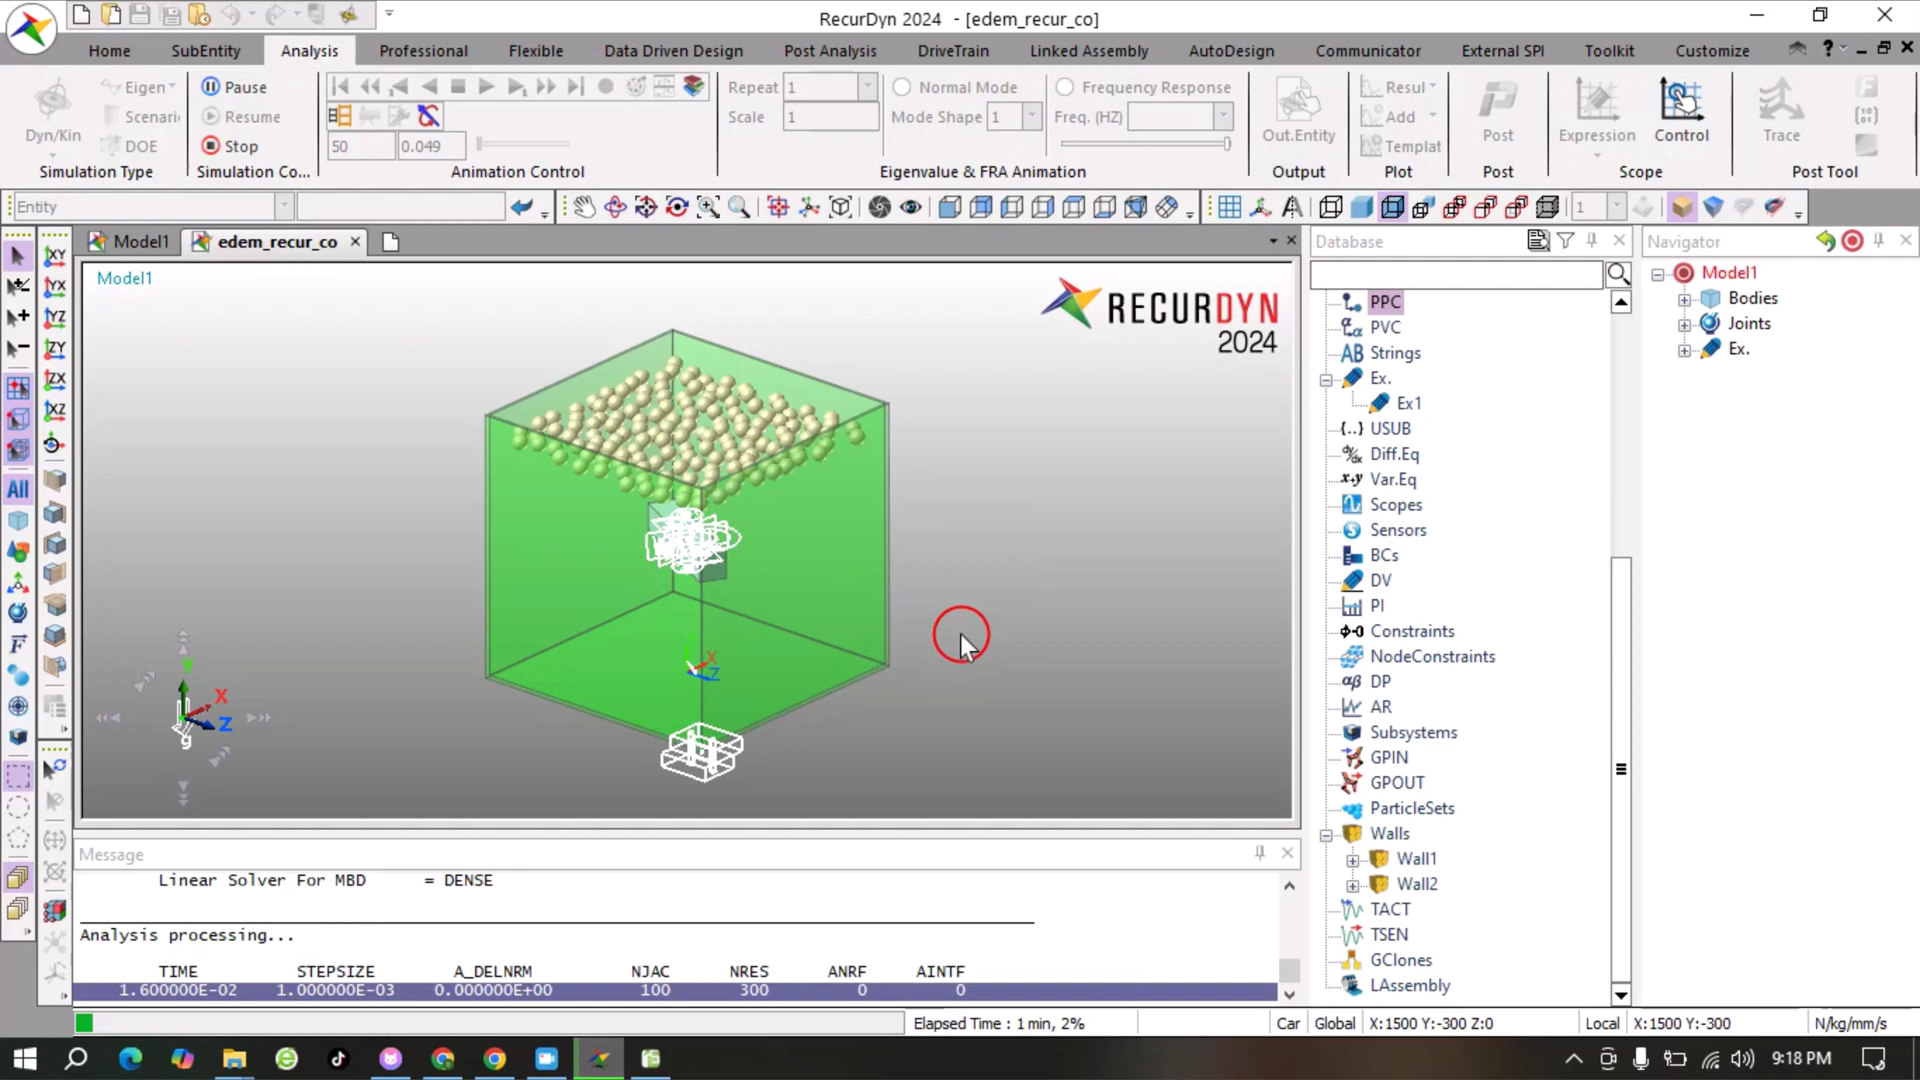 RecurDyn 2024 - [edem_recur_co]
Home SubEntity Analysis Professional Flexible Data Driven Design Post Analysis DriveTrain Linked Assembly AutoDesign Communicator External SPI Toolkit Customize
Eigen Pause Repeat 1 Normal Mode Frequency Response Resul
Scenari Resume Scale 1 Mode Shape 1 Freq. (HZ) Add
Dyn/Kin DOE Stop 50 0.049 Out.Entity Templat Post Expression Control Trace
Simulation Type Simulation Co... Animation Control Eigenvalue & FRA Animation Output Plot Post Scope Post Tool
Entity 1
Model1 edem_recur_co Database Navigator
Model1
RECURDYN
2024
X
Z
y
X
Z
g
All
XY
YX
YZ
ZY
ZX
XZ
PPC
PVC
Strings
Ex.
Ex1
USUB
Diff.Eq
Var.Eq
Scopes
Sensors
BCs
DV
PI
Constraints
NodeConstraints
DP
AR
Subsystems
GPIN
GPOUT
ParticleSets
Walls
Wall1
Wall2
TACT
TSEN
GClones
LAssembly
Model1
Bodies
Joints
Ex.
Message
Linear Solver For MBD = DENSE
Analysis processing...
TIME STEPSIZE A_DELNRM NJAC NRES ANRF AINTF
1.600000E-02 1.000000E-03 0.000000E+00 100 300 0 0
Elapsed Time : 1 min, 2% Car Global X:1500 Y:-300 Z:0 Local X:1500 Y:-300 N/kg/mm/s
9:18 PM